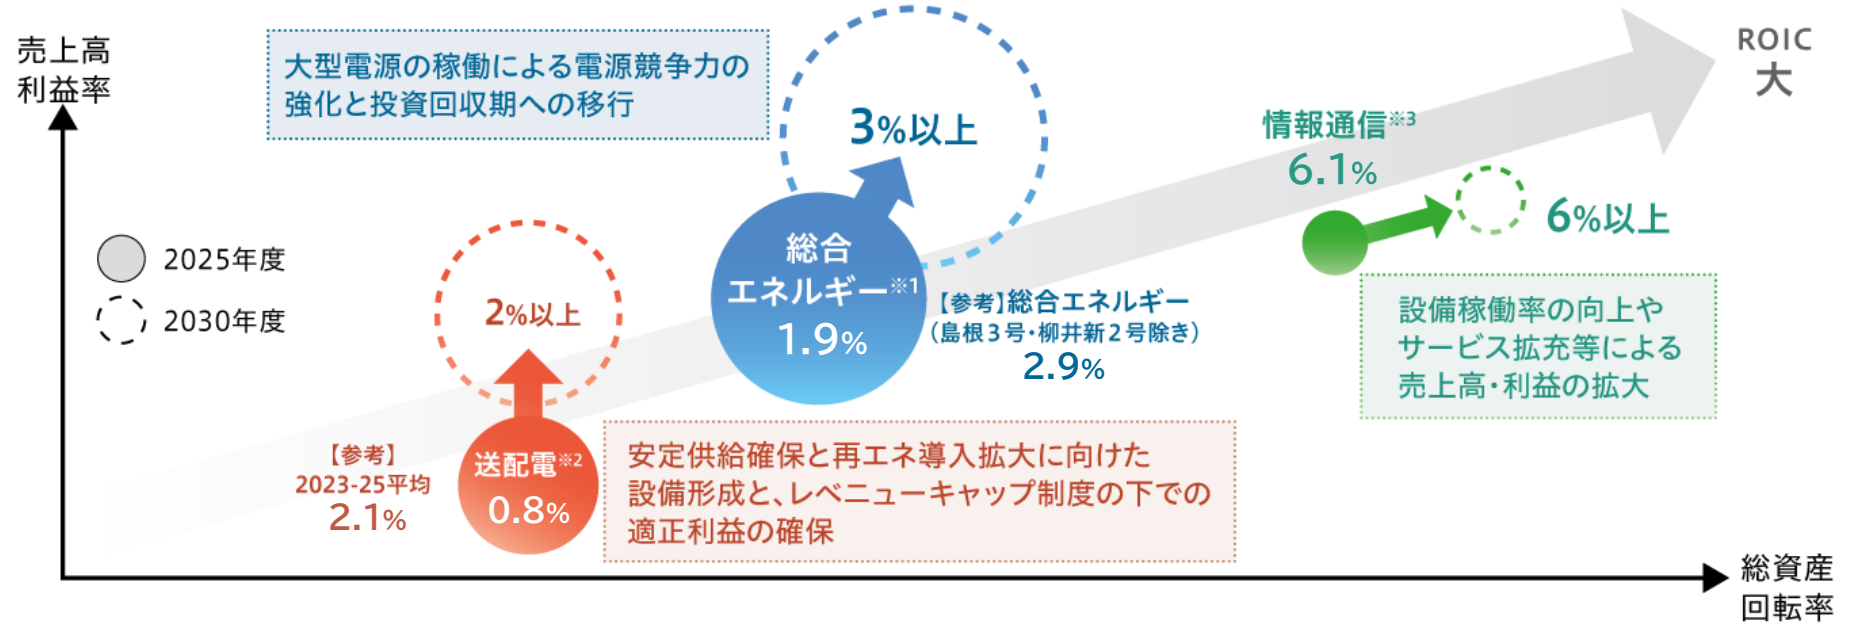 売上高
利益率
大型電源の稼働による電源競争力の
強化と投資回収期への移行
3%以上
ROIC
大
情報通信※3
6.1%
6%以上
2025年度
2030年度
2%以上
総合
エネルギー※1
1.9%
【参考】総合エネルギー
(島根3号・柳井新2号除き)
2.9%
設備稼働率の向上や
サービス拡充等による
売上高・利益の拡大
【参考】
2023-25平均
2.1%
送配電※2
0.8%
安定供給確保と再エネ導入拡大に向けた
設備形成と、レベニューキャップ制度の下での
適正利益の確保
総資産
回転率